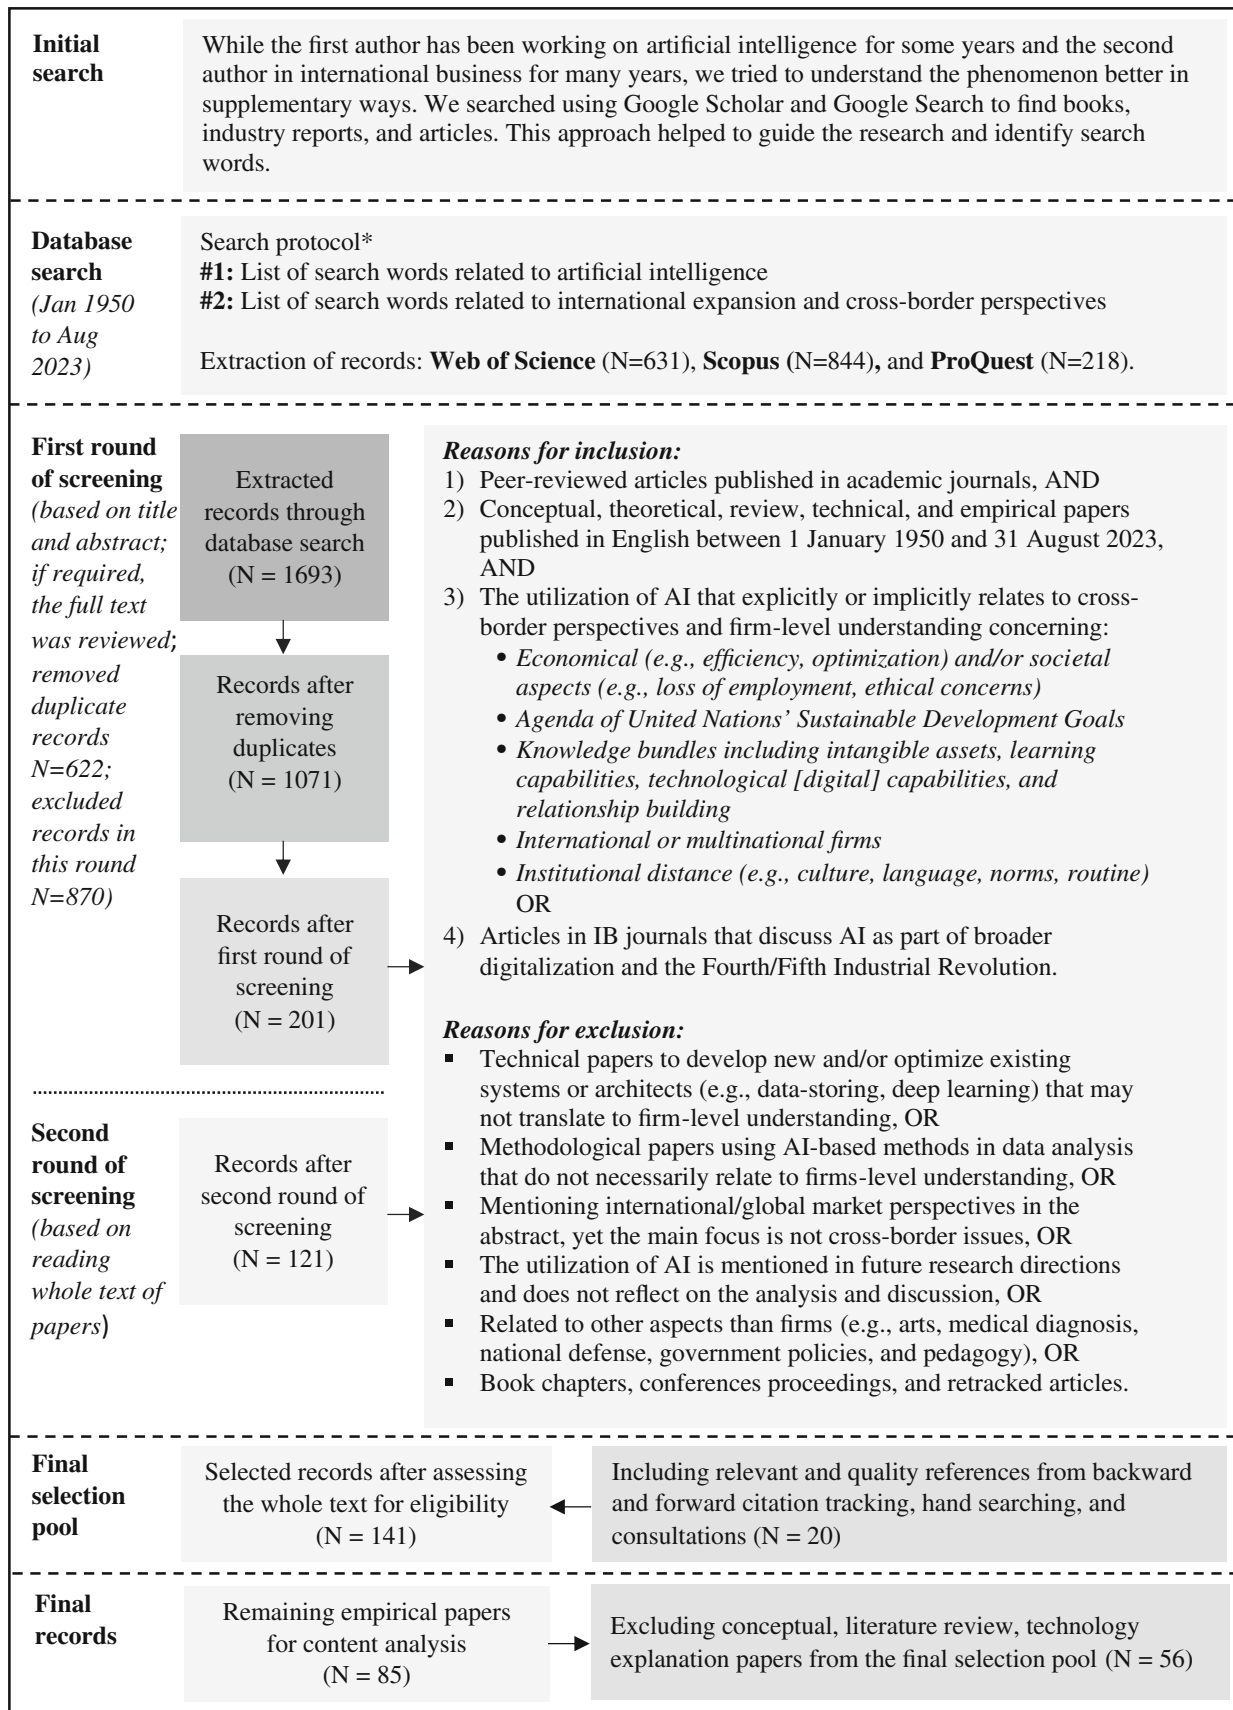 Initial
search
While the first author has been working on artificial intelligence for some years and the second
author in international business for many years, we tried to understand the phenomenon better in
supplementary ways. We searched using Google Scholar and Google Search to find books,
industry reports, and articles. This approach helped to guide the research and identify search
words.
Database
search
(Jan 1950
to Aug
2023)
Search protocol*
#1: List of search words related to artificial intelligence
#2: List of search words related to international expansion and cross-border perspectives
Extraction of records: Web of Science (N=631), Scopus (N=844), and ProQuest (N=218).
First round
of screening
(based on title
and abstract;
if required,
the full text
was reviewed;
removed
duplicate
records
N=622;
excluded
records in
this round
N=870)
Extracted
records through
database search
(N = 1693)
Records after
removing
duplicates
(N = 1071)
Records after
first round of
screening
(N = 201)
Reasons for inclusion:
1) Peer-reviewed articles published in academic journals, AND
2) Conceptual, theoretical, review, technical, and empirical papers
published in English between 1 January 1950 and 31 August 2023,
AND
3) The utilization of AI that explicitly or implicitly relates to cross-
border perspectives and firm-level understanding concerning:
• Economical (e.g., efficiency, optimization) and/or societal
aspects (e.g., loss of employment, ethical concerns)
• Agenda of United Nations' Sustainable Development Goals
• Knowledge bundles including intangible assets, learning
capabilities, technological [digital] capabilities, and
relationship building
• International or multinational firms
• Institutional distance (e.g., culture, language, norms, routine)
OR
4) Articles in IB journals that discuss AI as part of broader
digitalization and the Fourth/Fifth Industrial Revolution.
Reasons for exclusion:
▪ Technical papers to develop new and/or optimize existing
systems or architects (e.g., data-storing, deep learning) that may
not translate to firm-level understanding, OR
▪ Methodological papers using AI-based methods in data analysis
that do not necessarily relate to firms-level understanding, OR
▪ Mentioning international/global market perspectives in the
abstract, yet the main focus is not cross-border issues, OR
▪ The utilization of AI is mentioned in future research directions
and does not reflect on the analysis and discussion, OR
▪ Related to other aspects than firms (e.g., arts, medical diagnosis,
national defense, government policies, and pedagogy), OR
▪ Book chapters, conferences proceedings, and retracked articles.
Second
round of
screening
(based on
reading
whole text of
papers)
Records after
second round of
screening
(N = 121)
Final
selection
pool
Selected records after assessing
the whole text for eligibility
(N = 141)
Including relevant and quality references from backward
and forward citation tracking, hand searching, and
consultations (N = 20)
Final
records
Remaining empirical papers
for content analysis
(N = 85)
Excluding conceptual, literature review, technology
explanation papers from the final selection pool (N = 56)